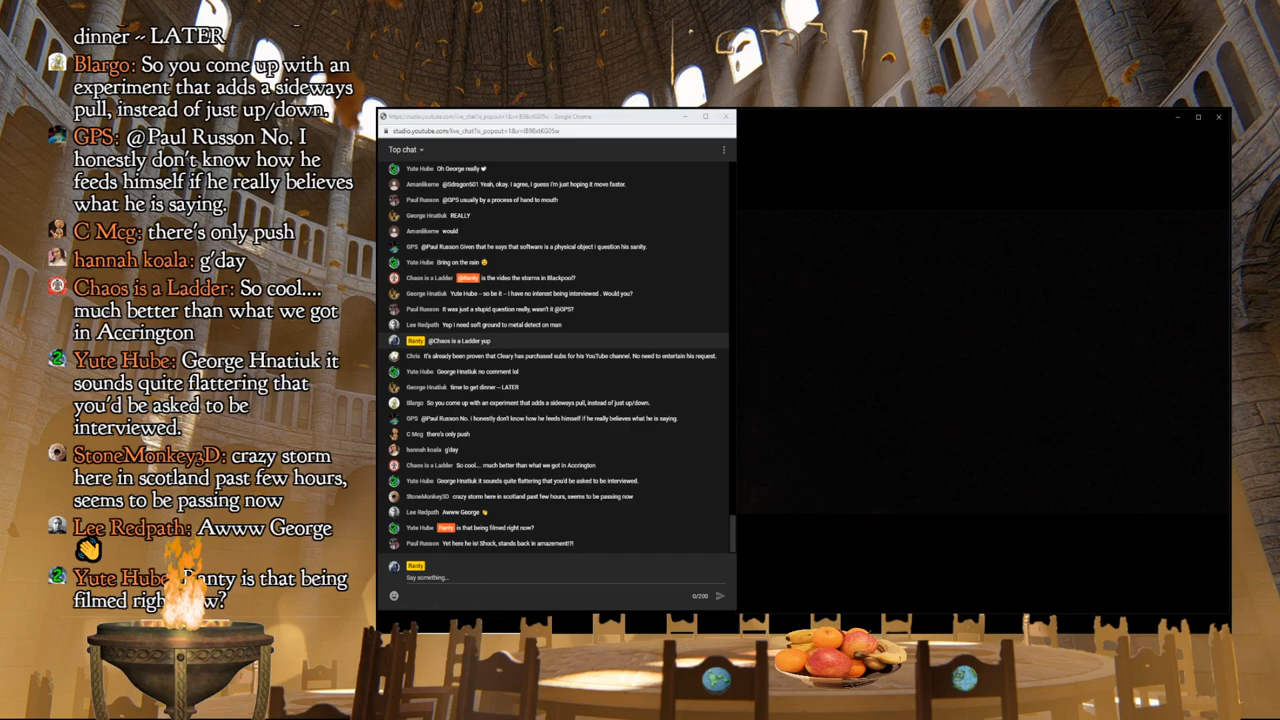 dinner -- LATER
Blargo: So you come up with an
experiment that adds a sideways
pull, instead of just up/down.
GPS: @Paul Russon No. I
honestly don't know how he
feeds himself if he really believes
what he is saying.
C Mcg: there's only push
hannah koala: g'day
Chaos is a Ladder: So cool....
much better than what we got
in Accrington
Yute Hube: George Hnatiuk it
sounds quite flattering that
you'd be asked to be
interviewed.
StoneMonkey3D: crazy storm
here in scotland past few hours,
seems to be passing now
Lee Redpath: Awww George
👋
Yute Hube: Ranty is that being
filmed right now?
Top chat
Yute Hube Oh George really
Amanlikeme @Sdragon501 Yeah, okay. I agree, I guess I'm just hoping it move faster.
Paul Russon @GPS usually by a process of hand to mouth
George Hnatiuk REALLY
Amanlikeme would
GPS @Paul Russon Given that he says that software is a physical object I question his sanity.
Yute Hube Bring on the rain
Chaos is a Ladder @Ranty is the video the storms in Blackpool?
George Hnatiuk Yute Hube -- so be it -- I have no interest being interviewed . Would you?
Paul Russon It was just a stupid question really, wasn't it @GPS?
Lee Redpath Yep I need soft ground to metal detect on man
Ranty @Chaos is a Ladder yup
Chris It's already been proven that Cleary has purchased subs for his YouTube channel. No need to entertain his request.
Yute Hube George Hnatiuk no comment lol
George Hnatiuk time to get dinner -- LATER
Blargo So you come up with an experiment that adds a sideways pull, instead of just up/down.
GPS @Paul Russon No. I honestly don't know how he feeds himself if he really believes what he is saying.
C Mcg there's only push
hannah koala g'day
Chaos is a Ladder So cool.... much better than what we got in Accrington
Yute Hube George Hnatiuk it sounds quite flattering that you'd be asked to be interviewed.
StoneMonkey3D crazy storm here in scotland past few hours, seems to be passing now
Lee Redpath Awww George 👋
Yute Hube Ranty is that being filmed right now?
Paul Russon Yet here he is! Shock, stands back in amazement!?!
Ranty
Say something...
0/200